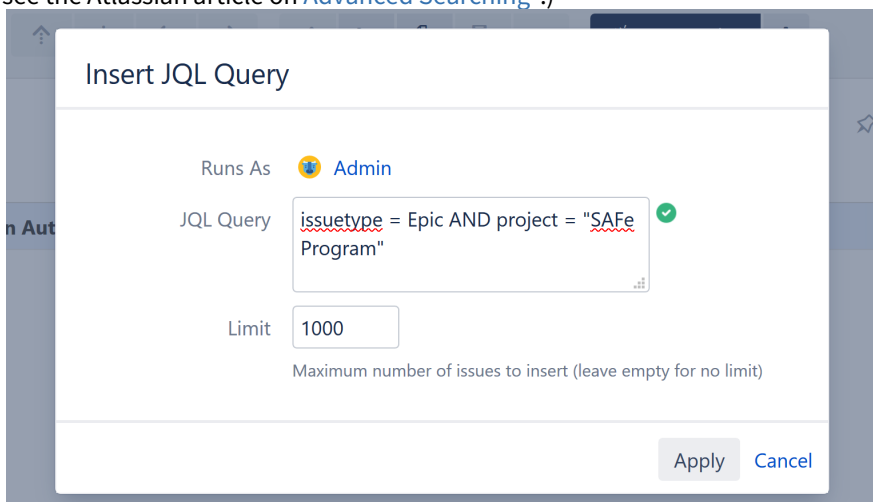 see the Atlassian article on Advanced Searching .)
Insert JQL Query
Runs As Admin
JQL Query issuetype = Epic AND project = "SAFe
Program"
n Aut
Limit 1000
Maximum number of issues to insert (leave empty for no limit)
Apply Cancel